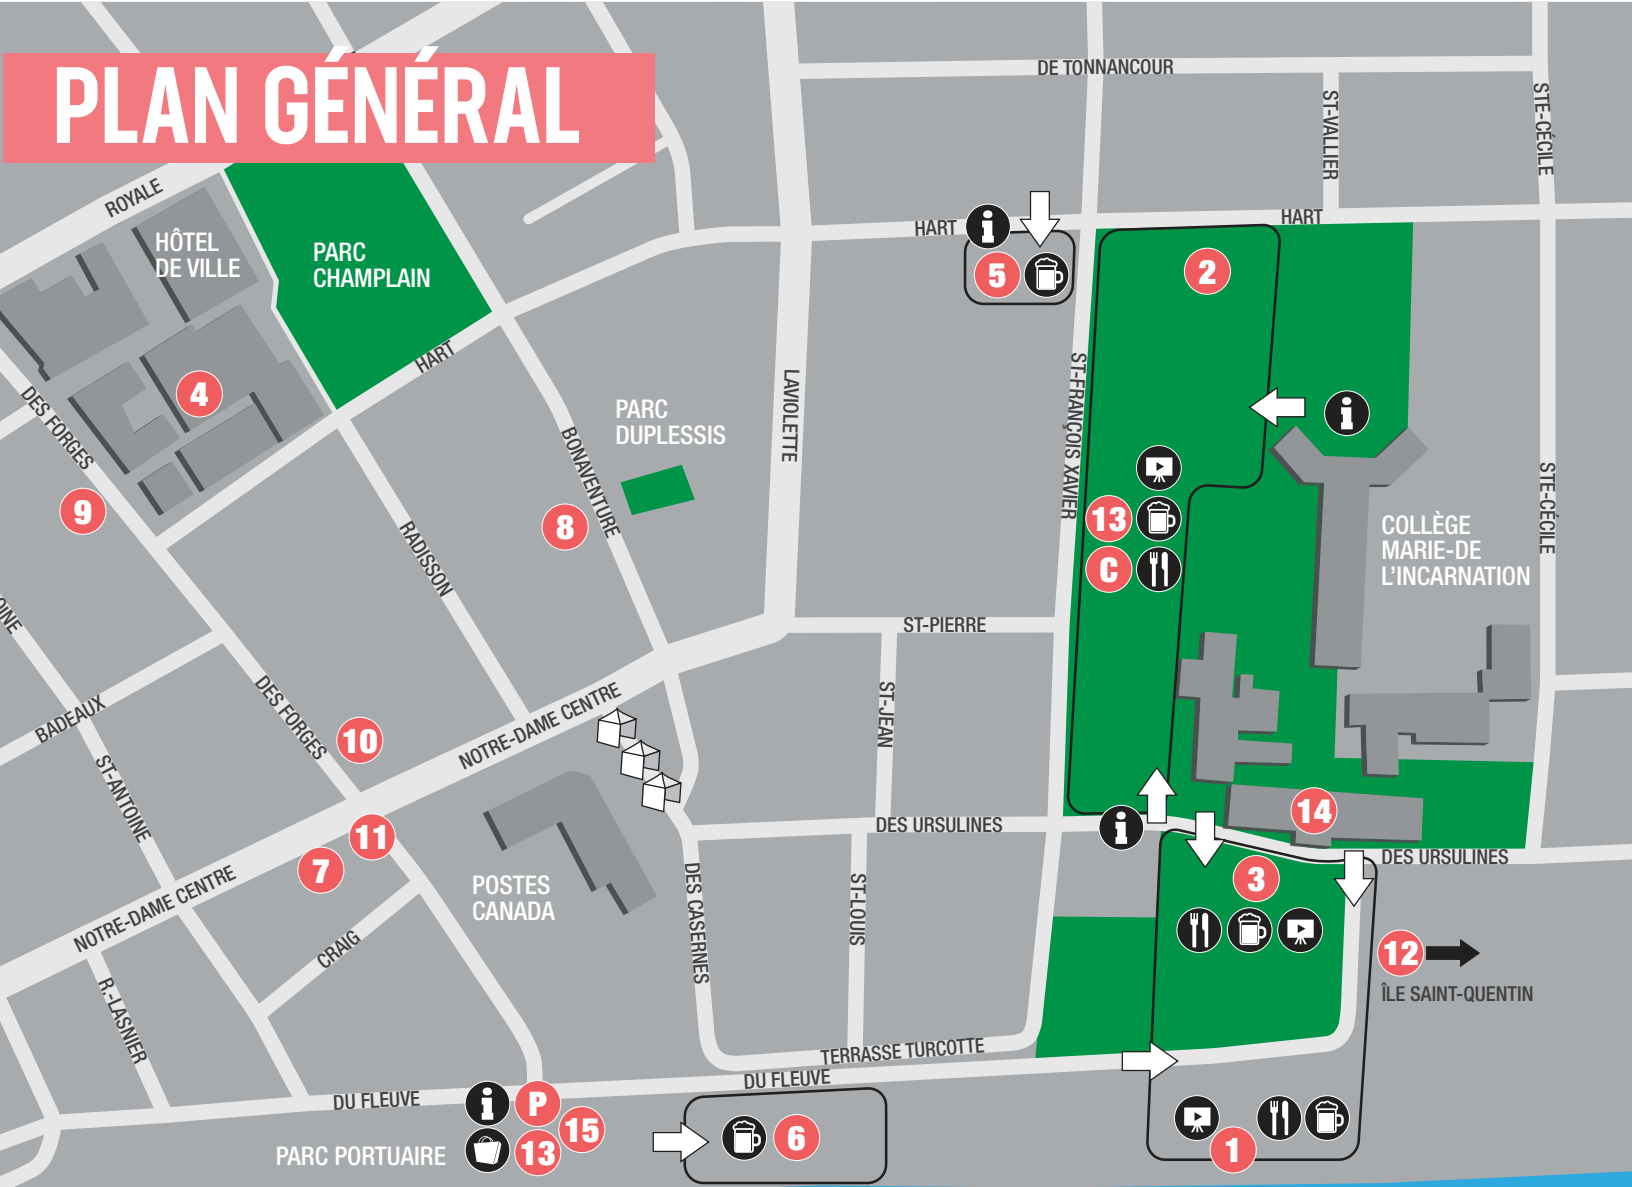 PLAN GÉNÉRAL
DE TONNANCOUR
ST-VALLIER
STE-CÉCILE
ROYALE
HÔTEL
DE VILLE
PARC
CHAMPLAIN
HART
HART
5
2
HART
4
DES FORGES
PARC
DUPLESSIS
LAVIOLETTE
ST-FRANÇOIS XAVIER
BONAVENTURE
9
8
RADISSON
13
C
COLLÈGE
MARIE-DE
L'INCARNATION
STE-CÉCILE
ST-PIERRE
ST-JEAN
BADEAUX
DES FORGES
10
NOTRE-DAME CENTRE
ST-ANTOINE
11
7
DES URSULINES
14
DES URSULINES
3
POSTES
CANADA
DES CASERNES
ST-LOUIS
NOTRE-DAME CENTRE
CRAIG
R.-LASNIER
12
ÎLE SAINT-QUENTIN
TERRASSE TURCOTTE
DU FLEUVE
DU FLEUVE
P
15
13
PARC PORTUAIRE
6
1